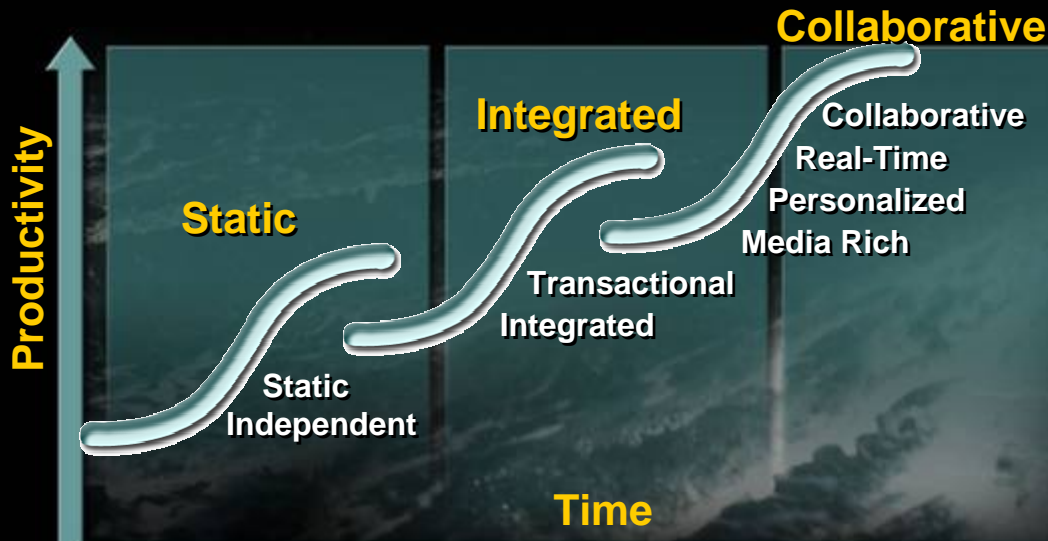 Collaborative
Productivity
Static
Static
Independent
Integrated
Transactional
Integrated
Collaborative
Real-Time
Personalized
Media Rich
Time